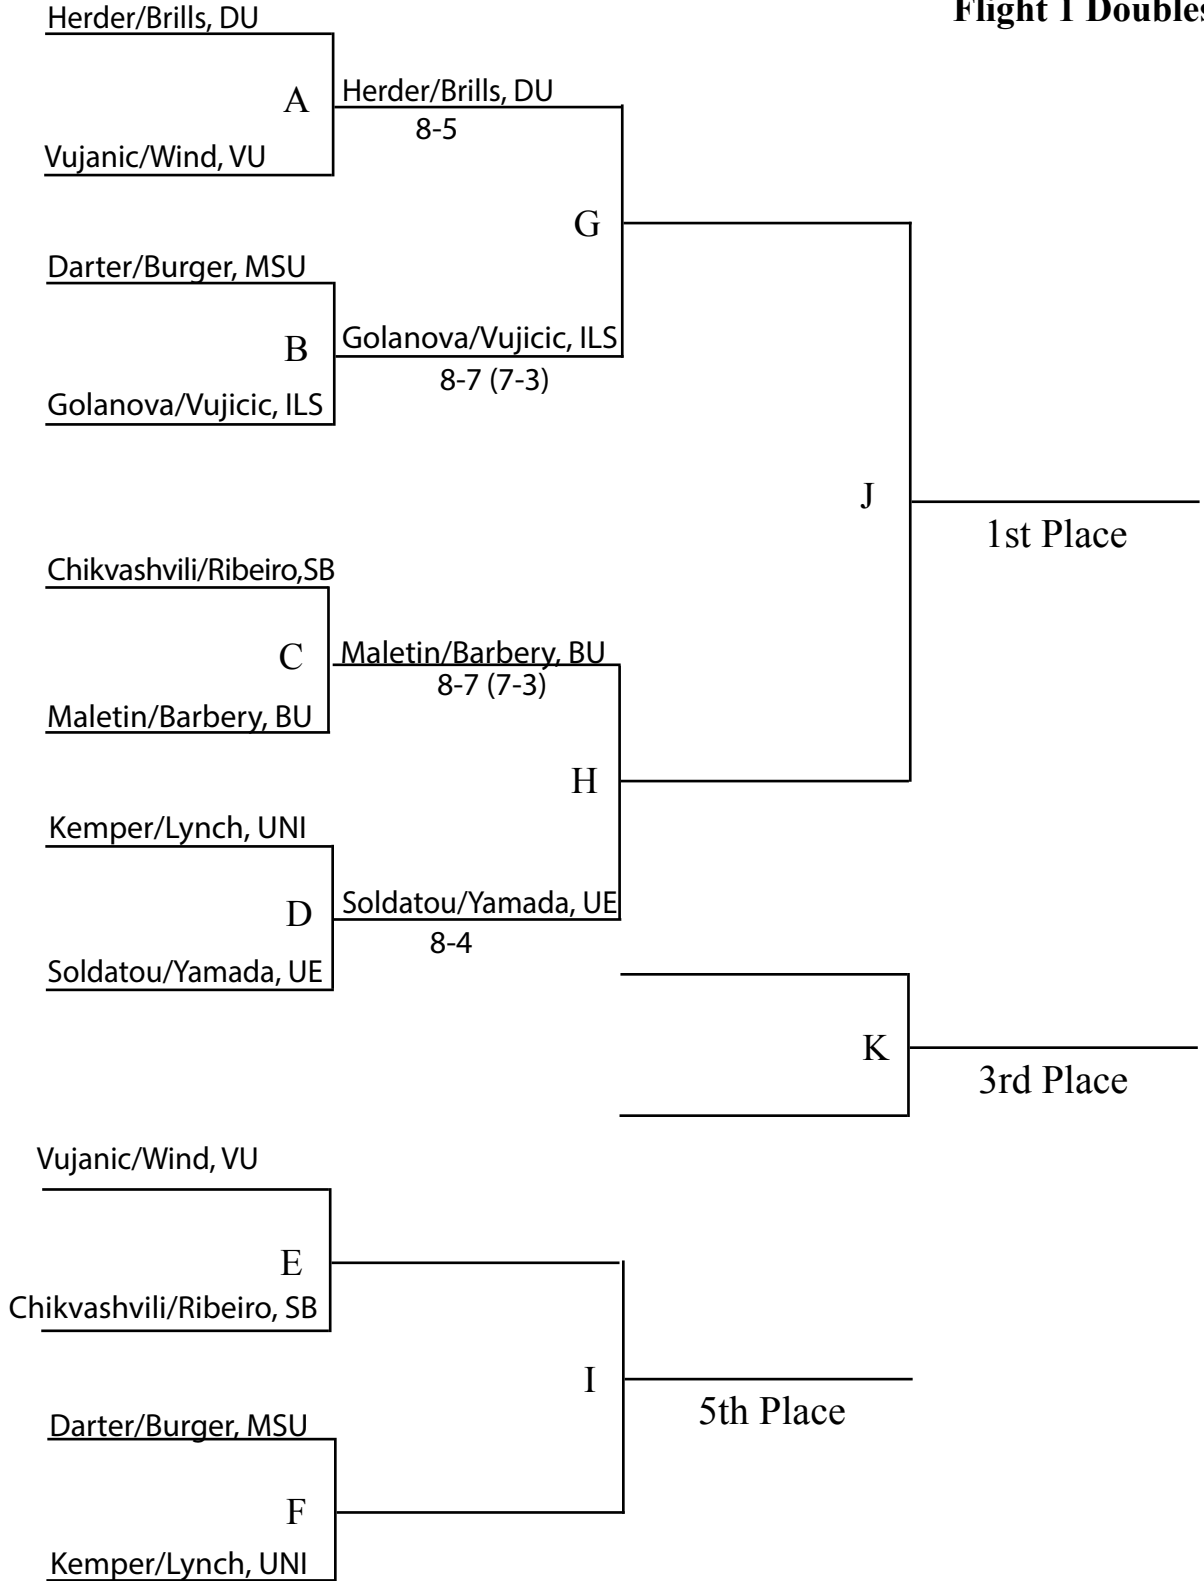 Flight 1 Doubles
Herder/Brills, DU
A
Herder/Brills, DU
8-5
Vujanic/Wind, VU
G
Darter/Burger, MSU
B
Golanova/Vujicic, ILS
8-7 (7-3)
Golanova/Vujicic, ILS
J
1st Place
Chikvashvili/Ribeiro,SB
C
Maletin/Barbery, BU
8-7 (7-3)
Maletin/Barbery, BU
H
Kemper/Lynch, UNI
D
Soldatou/Yamada, UE
8-4
Soldatou/Yamada, UE
K
3rd Place
Vujanic/Wind, VU
E
Chikvashvili/Ribeiro, SB
I
5th Place
Darter/Burger, MSU
F
Kemper/Lynch, UNI